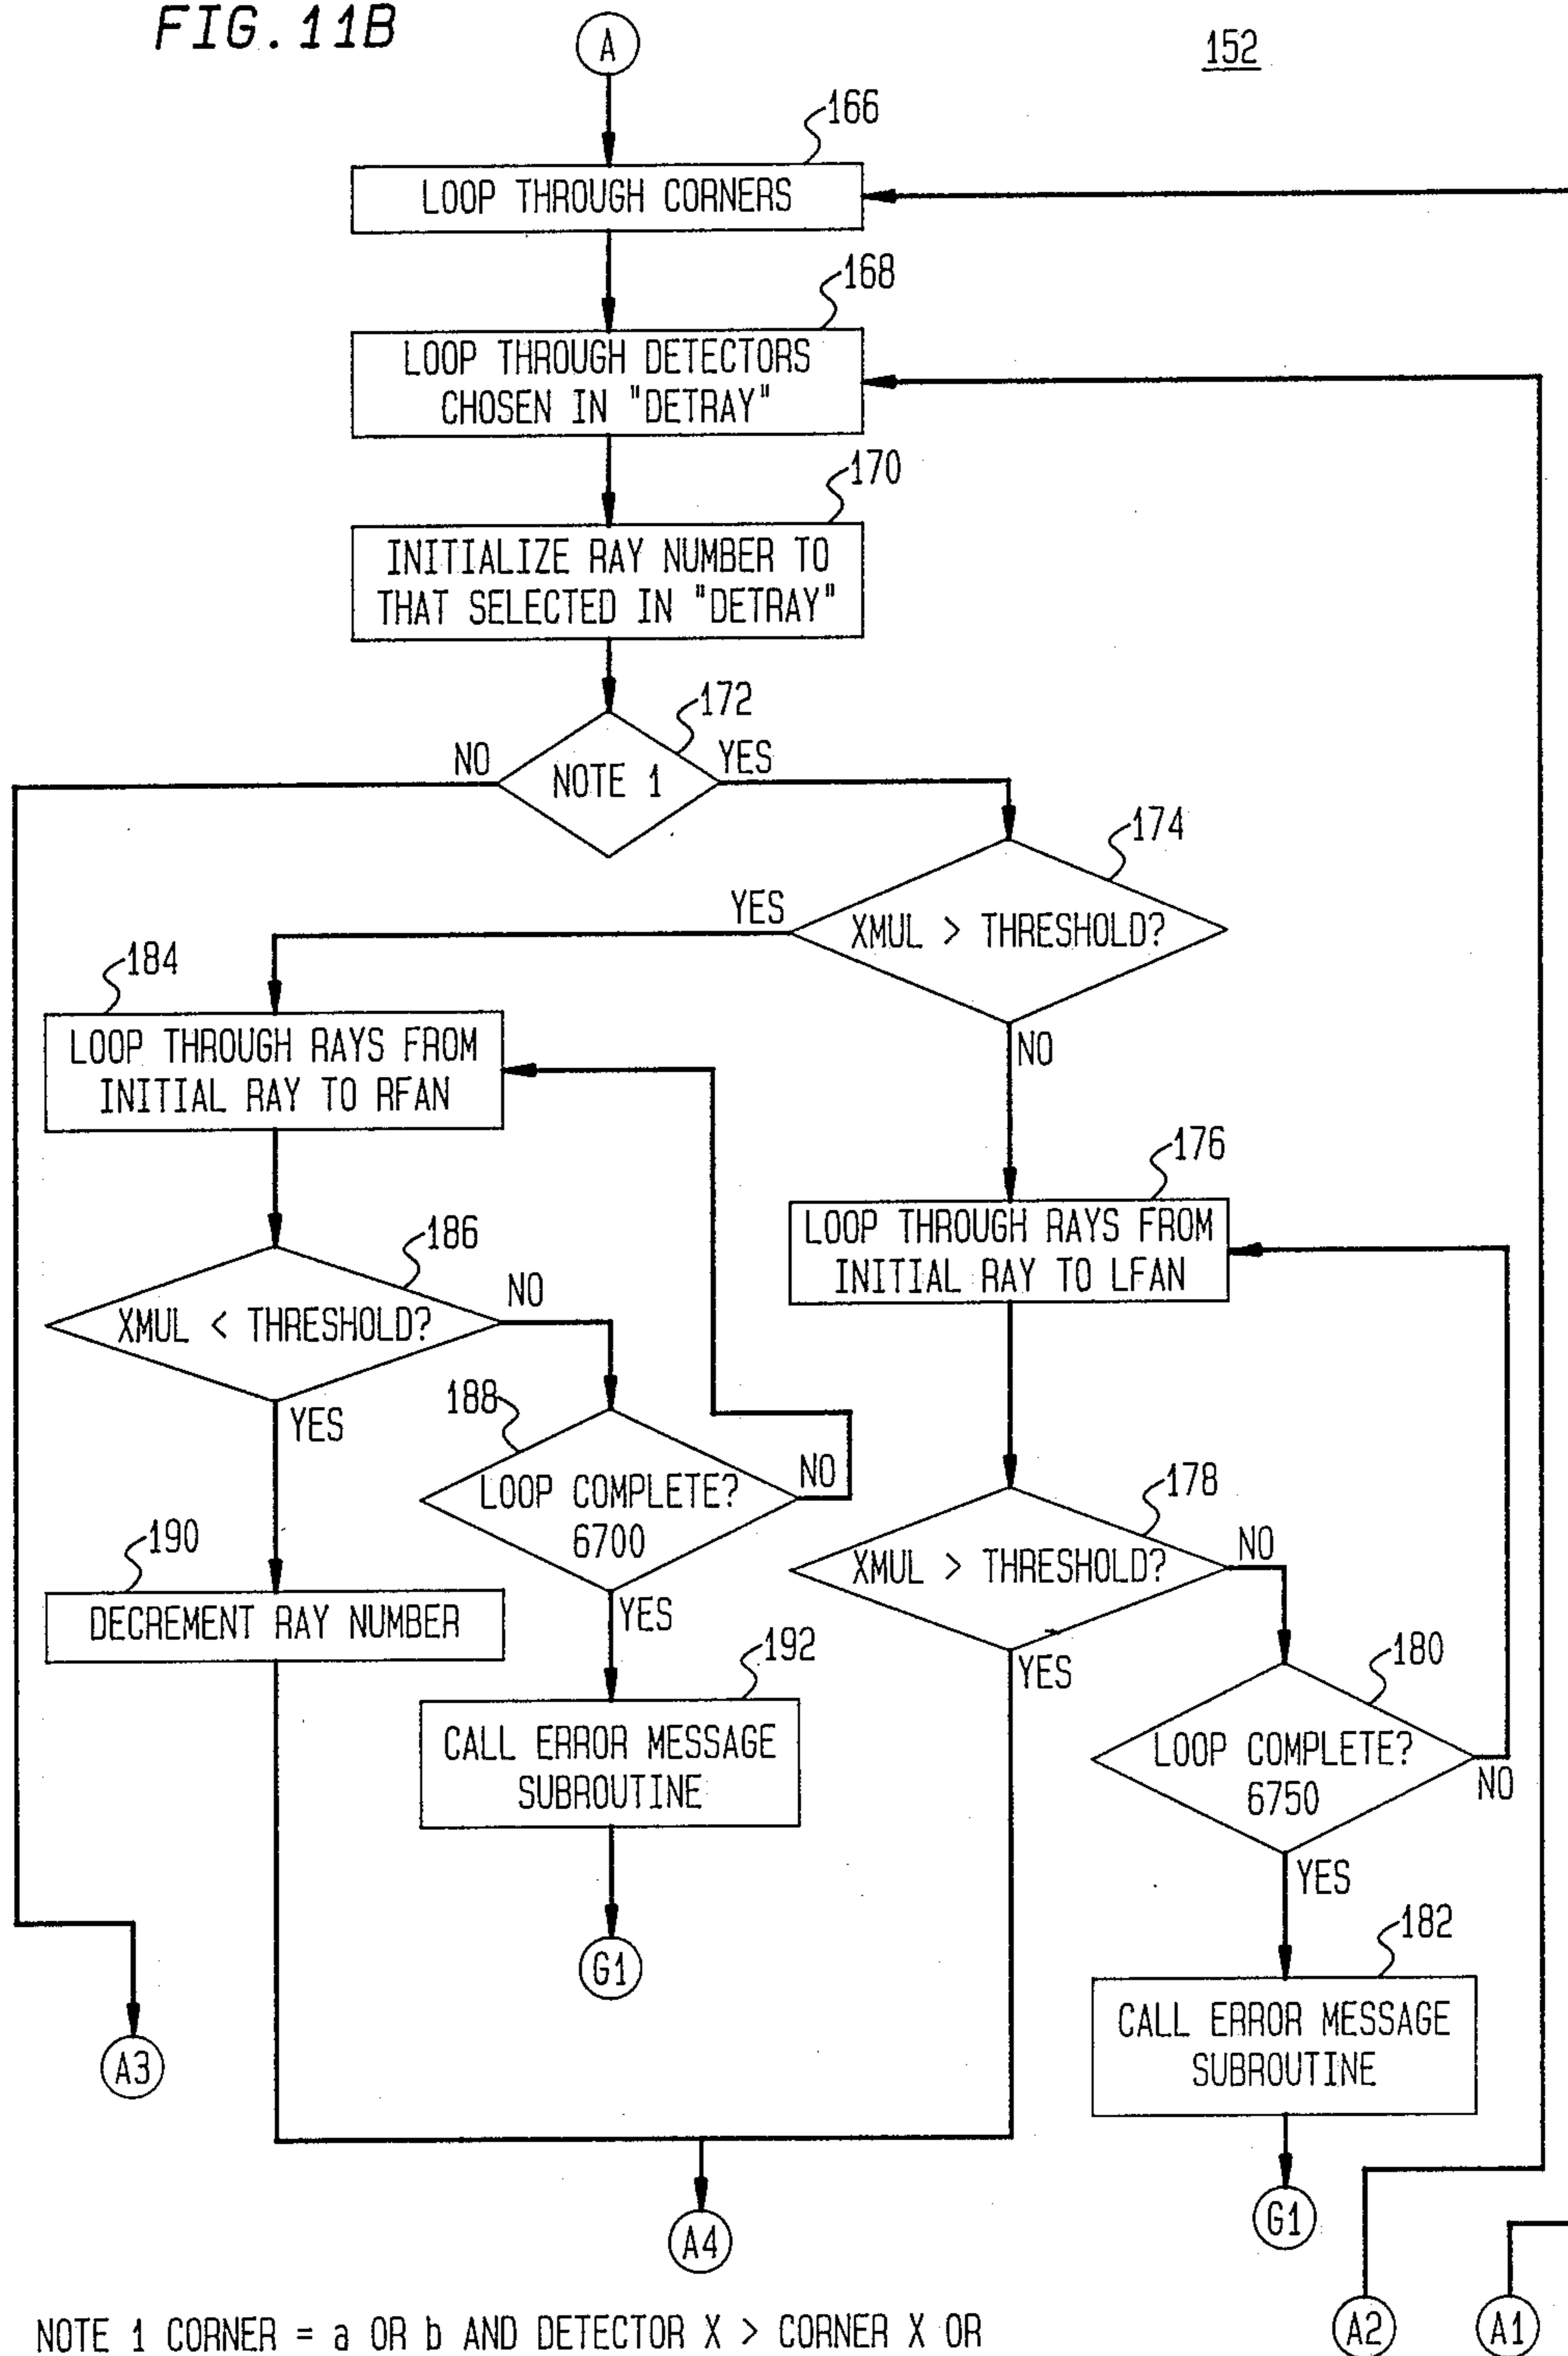 FIG. 11B
A
152
166
LOOP THROUGH CORNERS
168
LOOP THROUGH DETECTORS
CHOSEN IN "DETRAY"
170
INITIALIZE RAY NUMBER TO
THAT SELECTED IN "DETRAY"
172
NO
NOTE 1
YES
174
YES
XMUL > THRESHOLD?
NO
184
LOOP THROUGH RAYS FROM
INITIAL RAY TO RFAN
176
LOOP THROUGH RAYS FROM
INITIAL RAY TO LFAN
186
XMUL < THRESHOLD?
NO
YES
188
LOOP COMPLETE?
6700
NO
YES
178
XMUL > THRESHOLD?
NO
YES
190
DECREMENT RAY NUMBER
192
CALL ERROR MESSAGE
SUBROUTINE
G1
180
LOOP COMPLETE?
6750
NO
YES
182
CALL ERROR MESSAGE
SUBROUTINE
G1
A3
A4
A2
A1
NOTE 1 CORNER = a OR b AND DETECTOR X > CORNER X OR